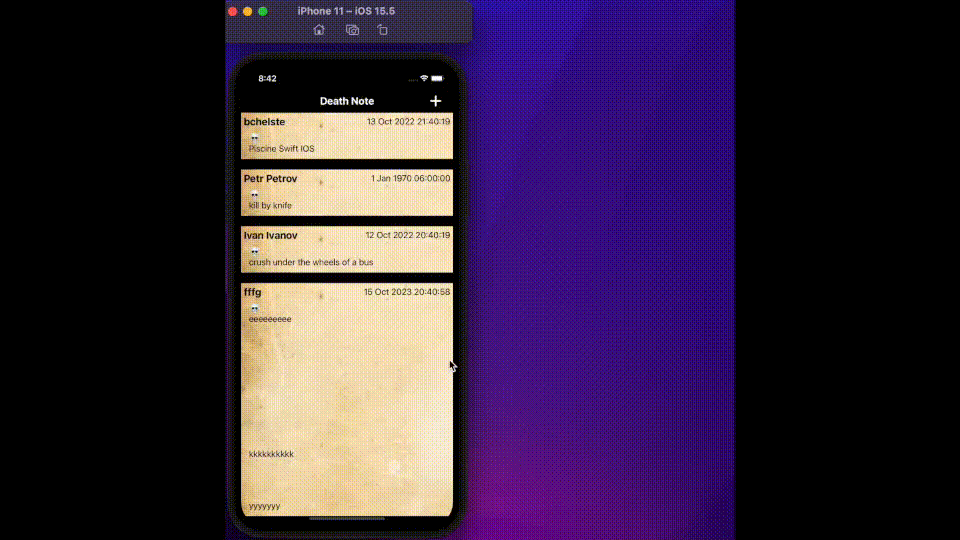 iPhone 11 – iOS 15.5
8:42
Death Note
+
bchelste 13 Oct 2022 21:40:19
Piscine Swift IOS
Petr Petrov 1 Jan 1970 06:00:00
kill by knife
Ivan Ivanov 12 Oct 2022 20:40:19
crush under the wheels of a bus
fffg 15 Oct 2023 20:40:58
eeeeeeeee
kkkkkkkkkk
yyyyyyy